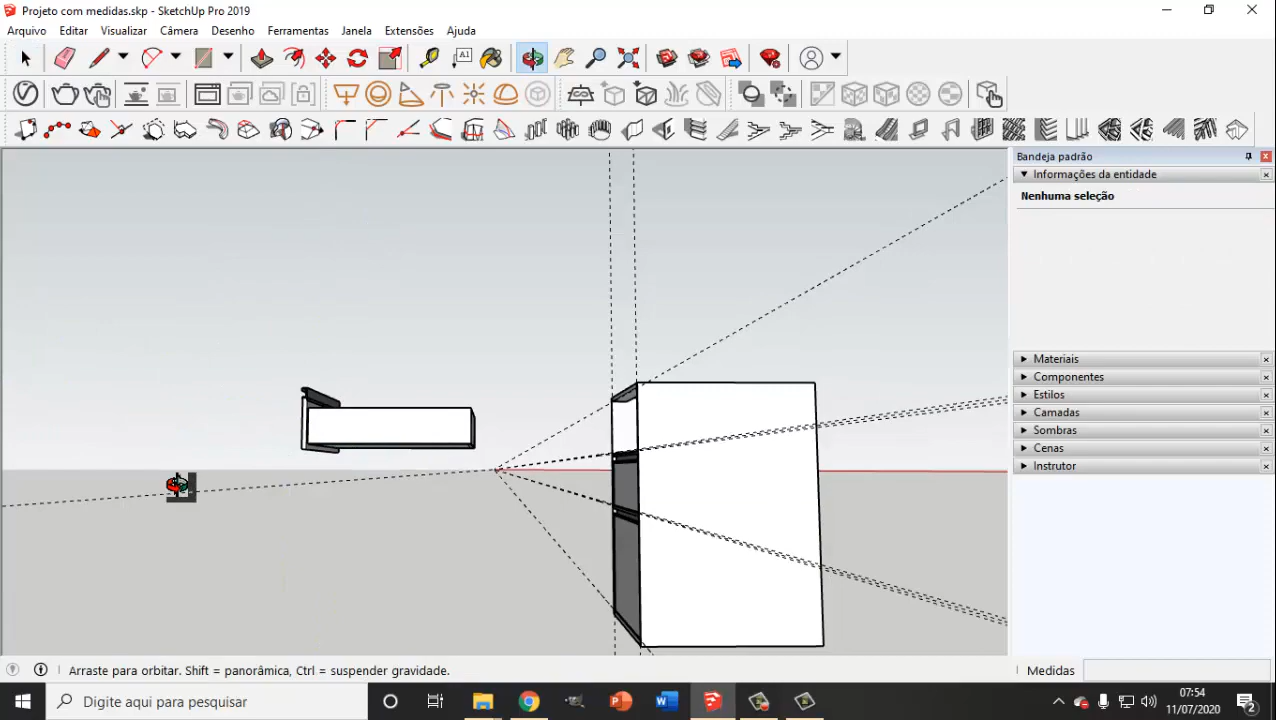 Projeto com medidas.skp - SketchUp Pro 2019
Arquivo Editar Visualizar Câmera Desenho Ferramentas Janela Extensões Ajuda
A1
Bandeja padrão
Informações da entidade
Nenhuma seleção
Materiais
Componentes
Estilos
Camadas
Sombras
Cenas
Instrutor
Arraste para orbitar. Shift = panorâmica, Ctrl = suspender gravidade.
Medidas
Digite aqui para pesquisar
07:54
11/07/2020
2